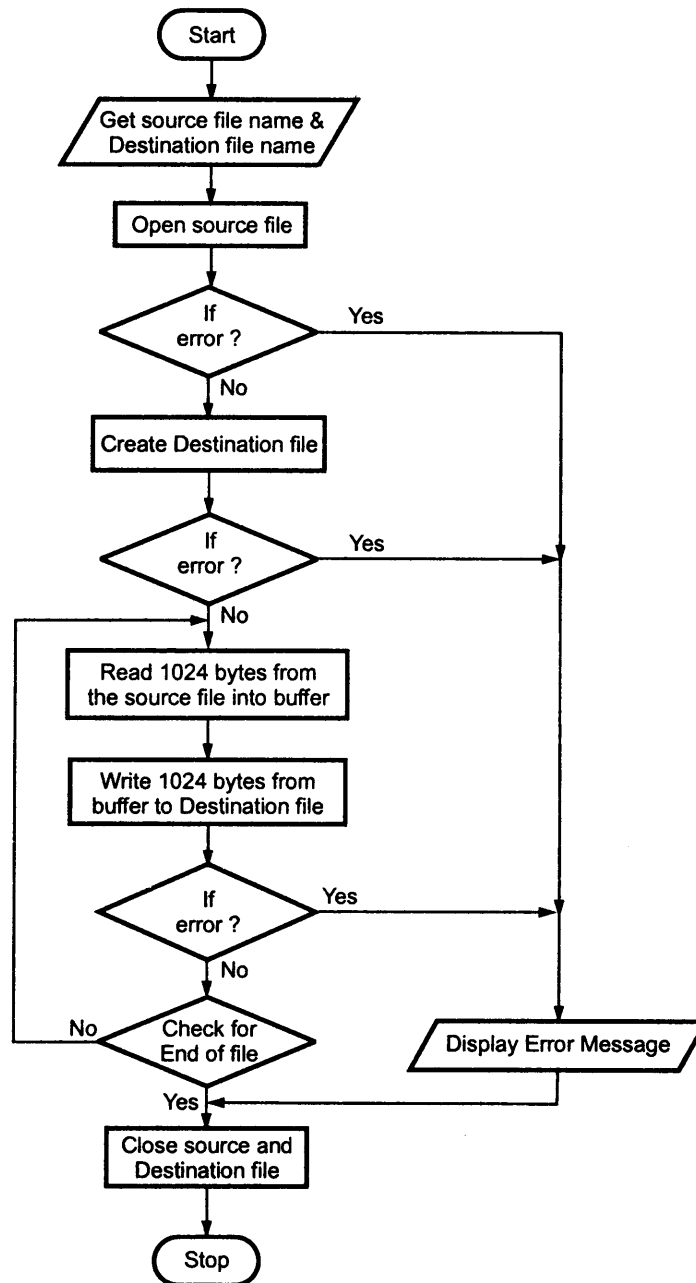 Start
Get source file name &
Destination file name
Open source file
If
error ?
Yes
No
Create Destination file
If
error ?
Yes
No
Read 1024 bytes from
the source file into buffer
Write 1024 bytes from
buffer to Destination file
If
error ?
Yes
No
Check for
End of file
No
Display Error Message
Yes
Close source and
Destination file
Stop